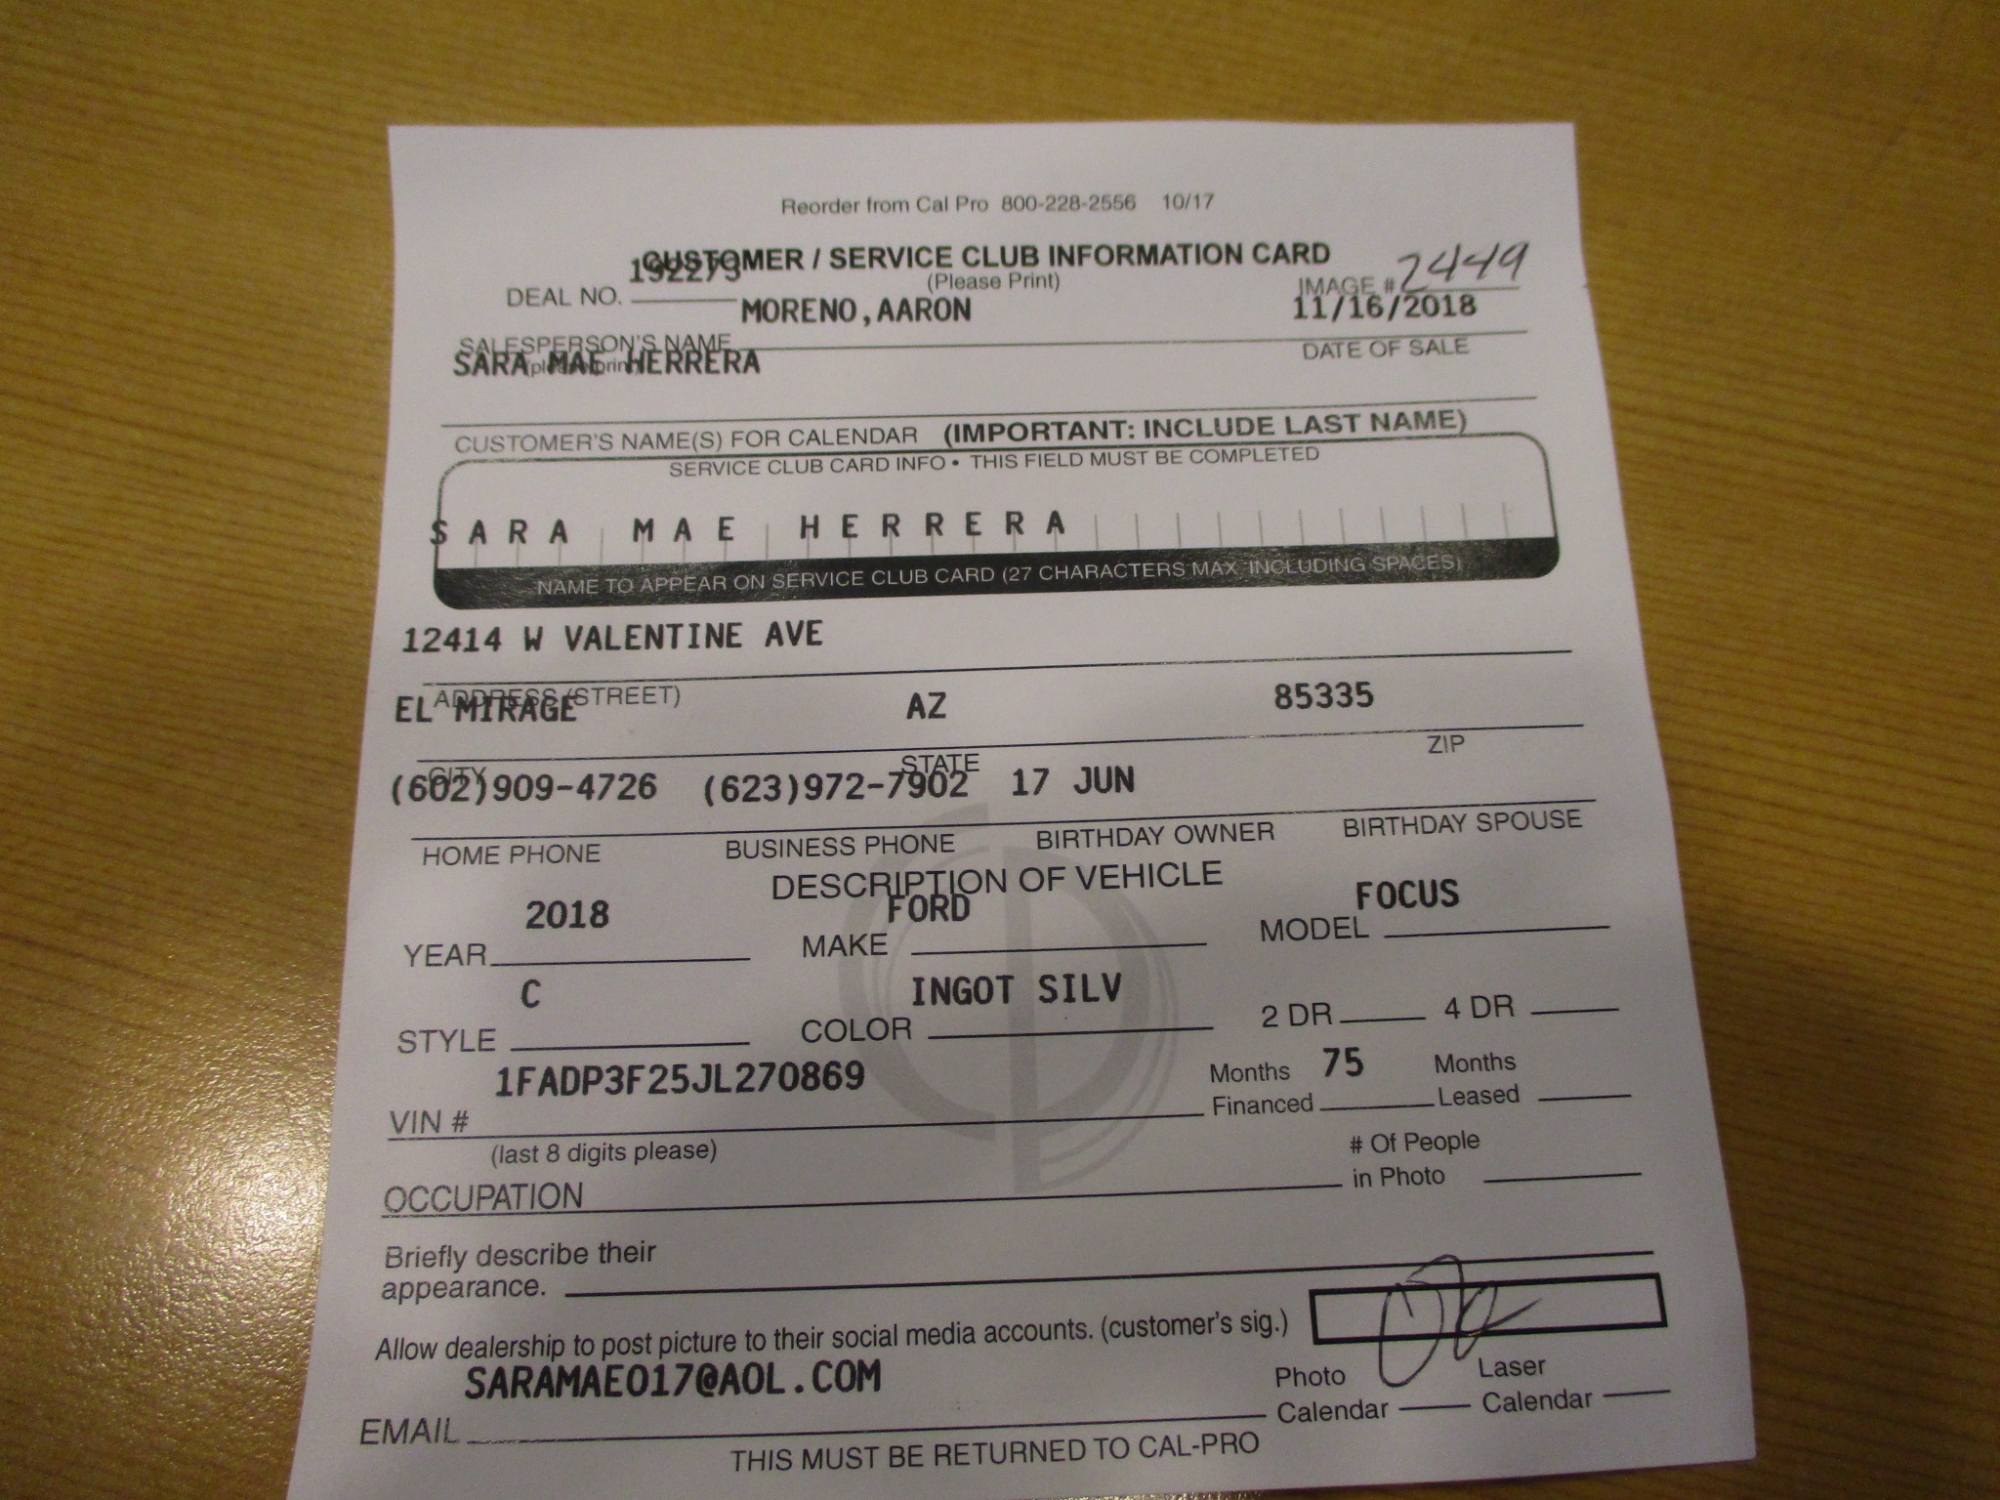 Reorder from Cal Pro 800-228-2556 10/17
CUSTOMER / SERVICE CLUB INFORMATION CARD
(Please Print)
DEAL NO. 192273 IMAGE # 2449
MORENO,AARON 11/16/2018
SALESPERSON'S NAME DATE OF SALE
(please print)
SARA MAE HERRERA
CUSTOMER'S NAME(S) FOR CALENDAR (IMPORTANT: INCLUDE LAST NAME)
SERVICE CLUB CARD INFO • THIS FIELD MUST BE COMPLETED
SARA MAE HERRERA
NAME TO APPEAR ON SERVICE CLUB CARD (27 CHARACTERS MAX. INCLUDING SPACES)
12414 W VALENTINE AVE
ADDRESS (STREET)
EL MIRAGE AZ 85335
CITY STATE ZIP
(602)909-4726 (623)972-7902 17 JUN
HOME PHONE BUSINESS PHONE BIRTHDAY OWNER BIRTHDAY SPOUSE
DESCRIPTION OF VEHICLE
2018 FORD FOCUS
YEAR MAKE MODEL
C INGOT SILV
STYLE COLOR 2 DR 4 DR
1FADP3F25JL270869 Months 75 Months
VIN # Financed Leased
(last 8 digits please) # Of People
OCCUPATION in Photo
Briefly describe their
appearance.
Allow dealership to post picture to their social media accounts. (customer's sig.)
SARAMAE017@AOL.COM Photo Laser
EMAIL Calendar Calendar
THIS MUST BE RETURNED TO CAL-PRO